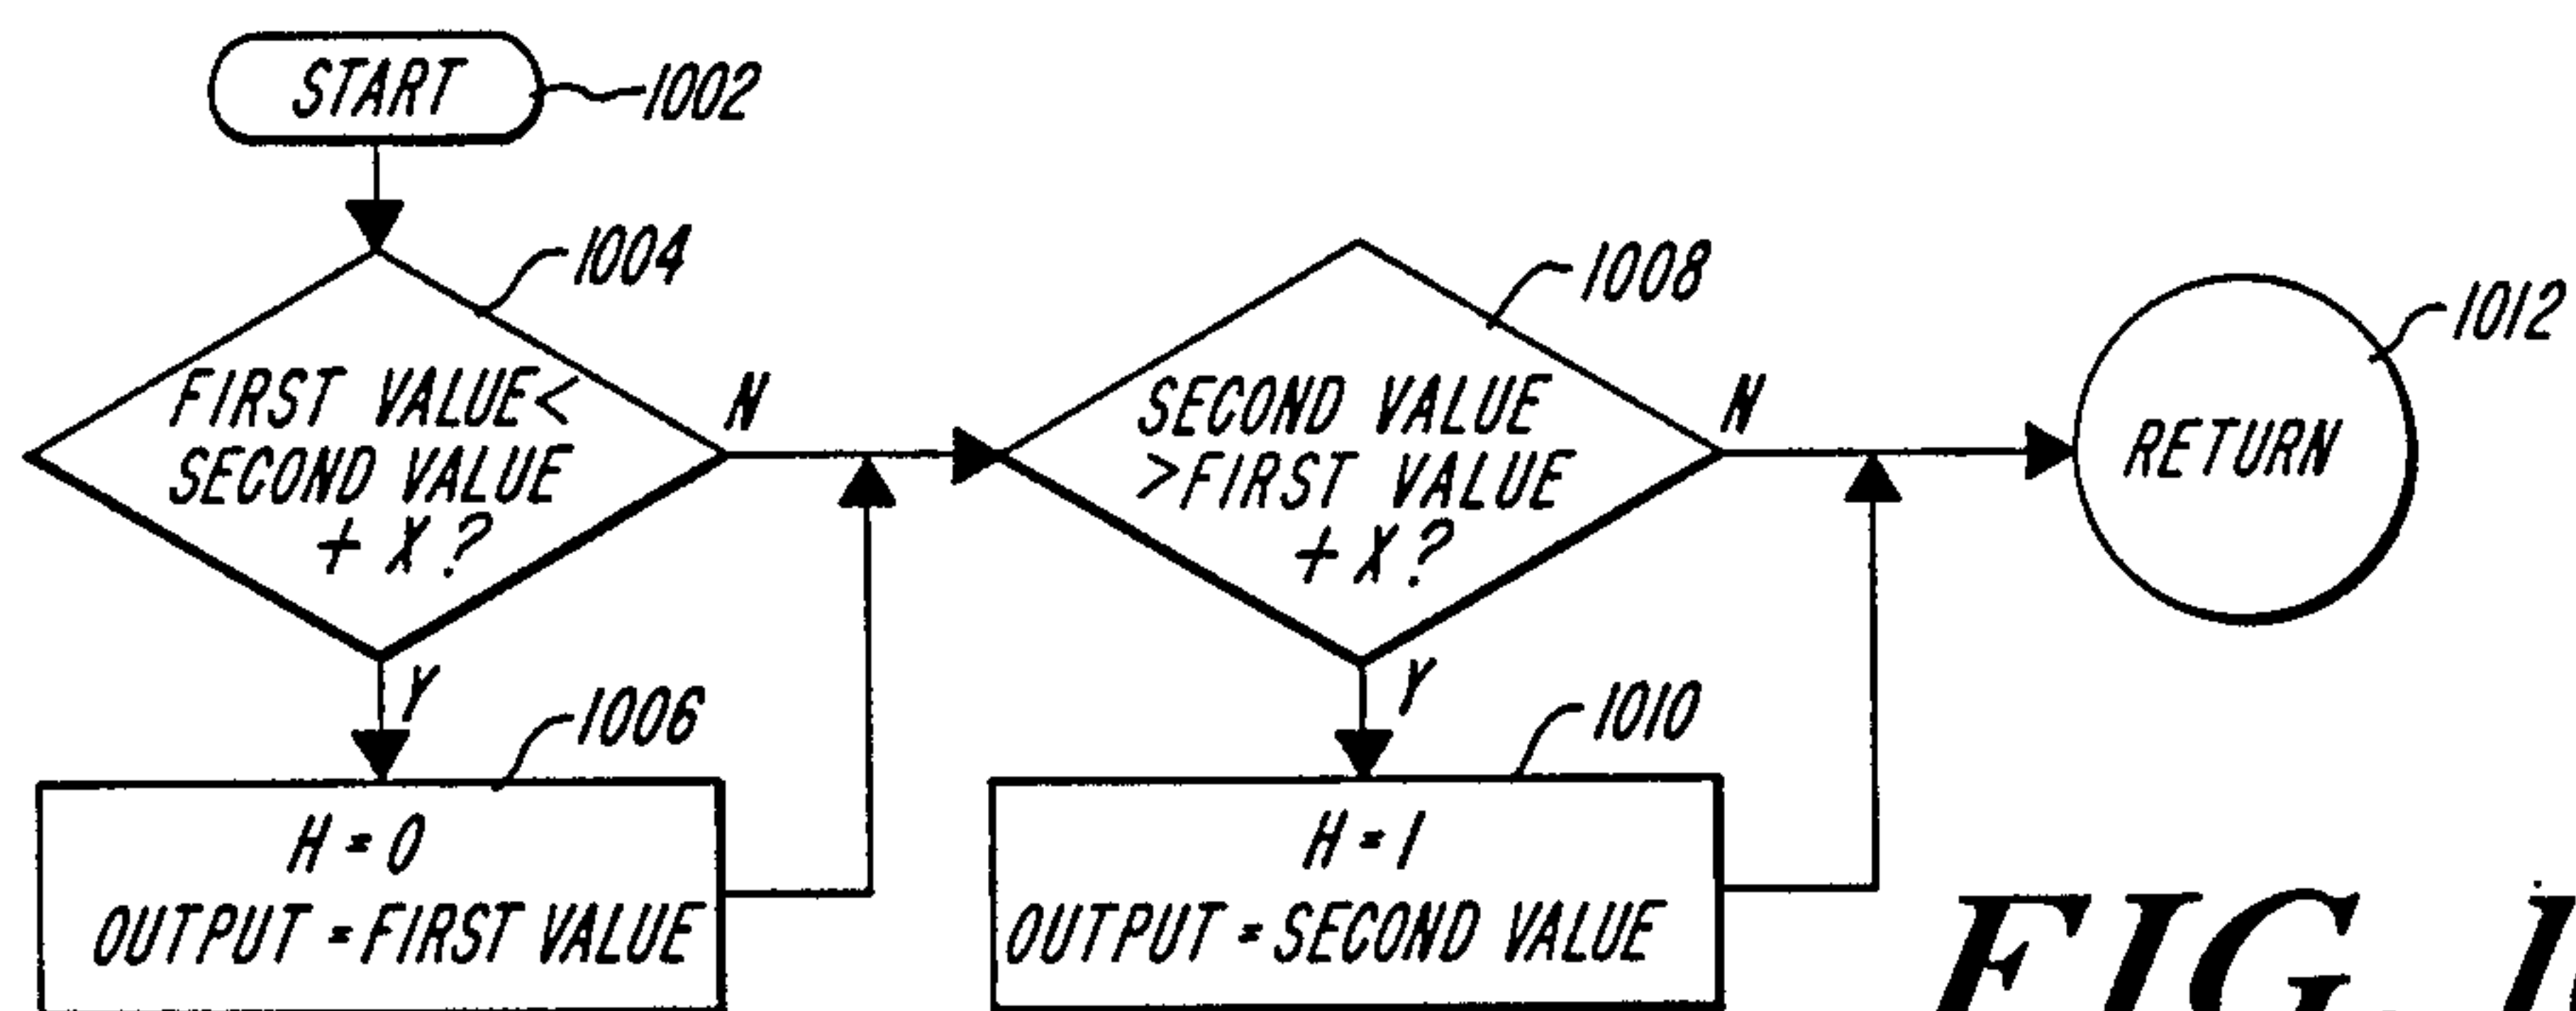 START
1002
1004
FIRST VALUE<
SECOND VALUE
+ X?
N
Y
1006
H = 0
OUTPUT = FIRST VALUE
1008
SECOND VALUE
>FIRST VALUE
+ X?
N
Y
1010
H = 1
OUTPUT = SECOND VALUE
1012
RETURN
FIG.